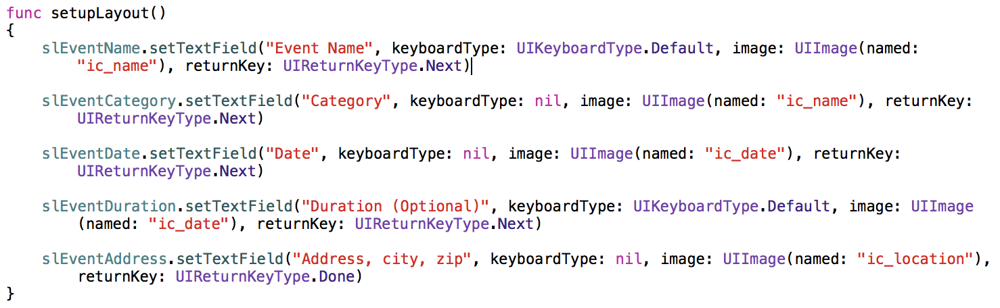 func setupLayout()
{
slEventName.setTextField("Event Name", keyboardType: UIKeyboardType.Default, image: UIImage(named:
"ic_name"), returnKey: UIReturnKeyType.Next)
slEventCategory.setTextField("Category", keyboardType: nil, image: UIImage(named: "ic_name"), returnKey:
UIReturnKeyType.Next)
slEventDate.setTextField("Date", keyboardType: nil, image: UIImage(named: "ic_date"), returnKey:
UIReturnKeyType.Next)
slEventDuration.setTextField("Duration (Optional)", keyboardType: UIKeyboardType.Default, image: UIImage
(named: "ic_date"), returnKey: UIReturnKeyType.Next)
slEventAddress.setTextField("Address, city, zip", keyboardType: nil, image: UIImage(named: "ic_location"),
returnKey: UIReturnKeyType.Done)
}